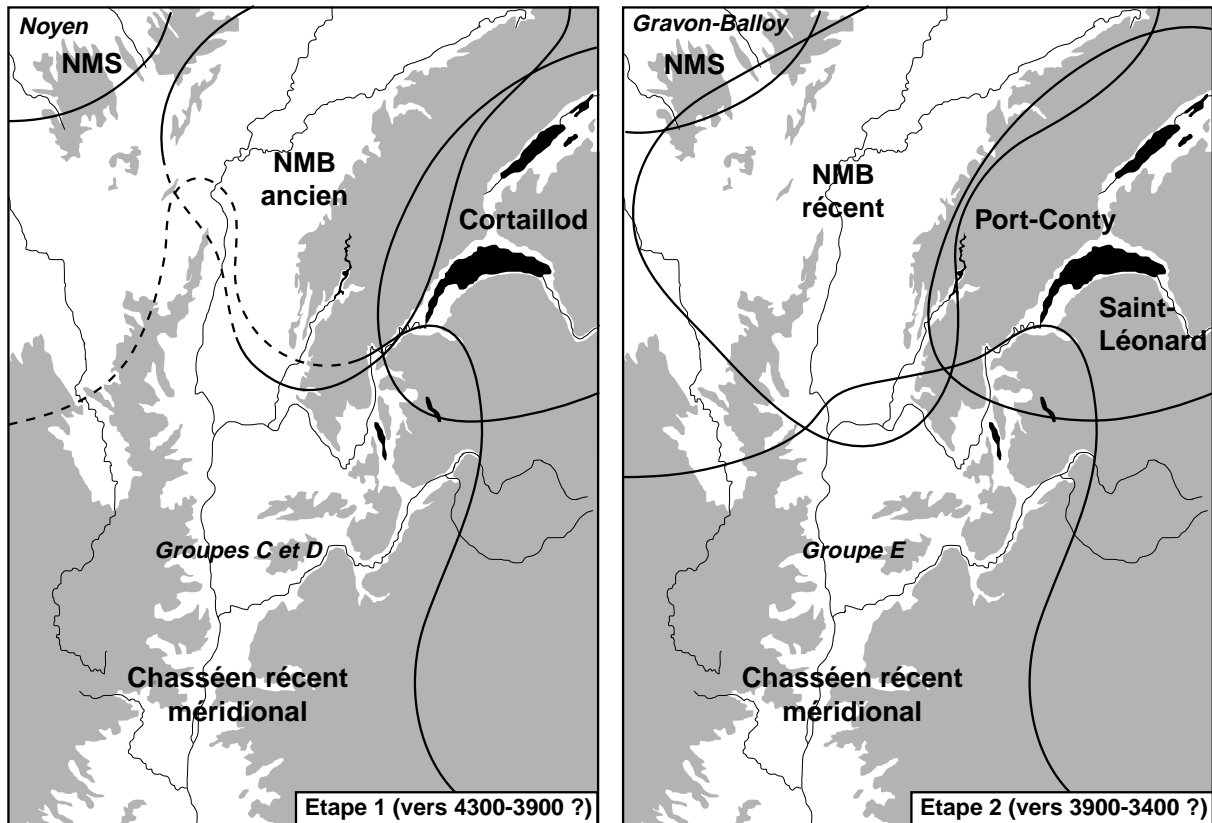 Noyen
NMS
NMB
ancien
Cortaillod
Groupes C et D
Chasséen récent
méridional
Etape 1 (vers 4300-3900 ?)
Gravon-Balloy
NMS
NMB
récent
Port-Conty
Saint-
Léonard
Groupe E
Chasséen récent
méridional
Etape 2 (vers 3900-3400 ?)